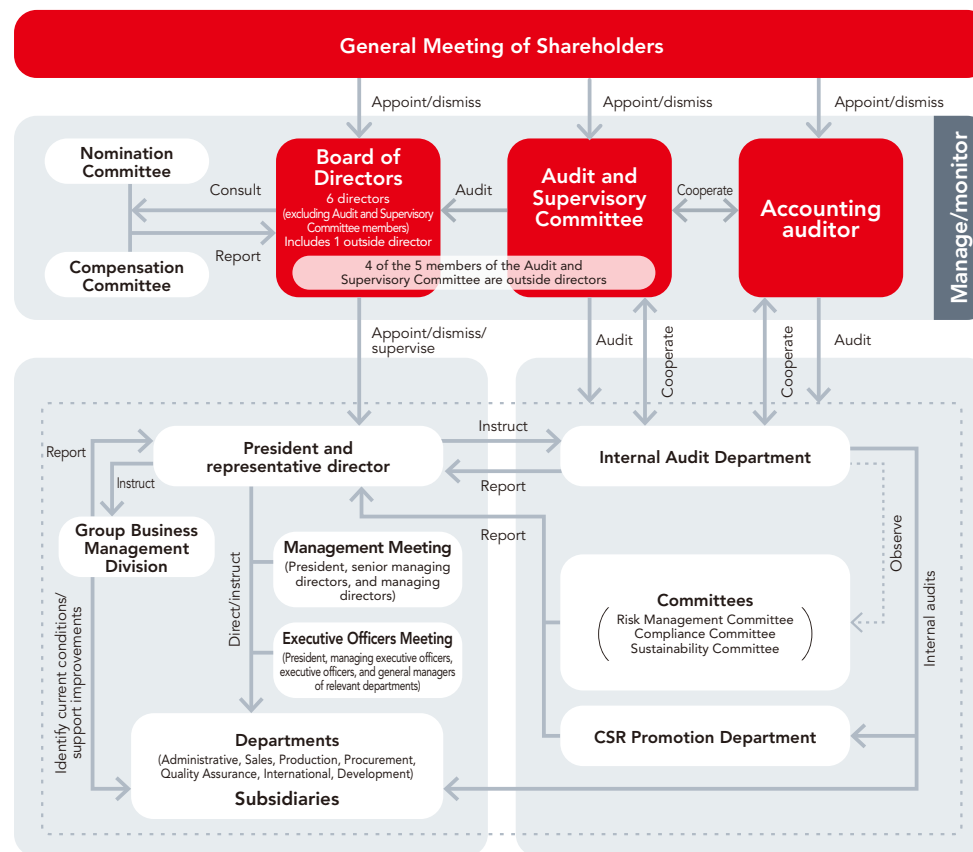 General Meeting of Shareholders
Appoint/dismiss
Appoint/dismiss
Appoint/dismiss
Manage/monitor
Nomination
Committee
Consult
Report
Compensation
Committee
Board of
Directors
6 directors
(excluding Audit and Supervisory
Committee members)
Includes 1 outside director
Audit
Audit and
Supervisory
Committee
Cooperate
Accounting
auditor
4 of the 5 members of the Audit and
Supervisory Committee are outside directors
Appoint/dismiss/
supervise
Audit
Cooperate
Cooperate
Audit
Report
President and
representative director
Instruct
Report
Internal Audit Department
Instruct
Group Business
Management
Division
Report
Observe
Internal audits
Direct/instruct
Management Meeting
(President, senior managing
directors, and managing
directors)
Executive Officers Meeting
(President, managing executive officers,
executive officers, and general managers
of relevant departments)
Committees
(Risk Management Committee
Compliance Committee
Sustainability Committee)
Identify current conditions/
support improvements
Departments
(Administrative, Sales, Production, Procurement,
Quality Assurance, International, Development)
Subsidiaries
CSR Promotion Department